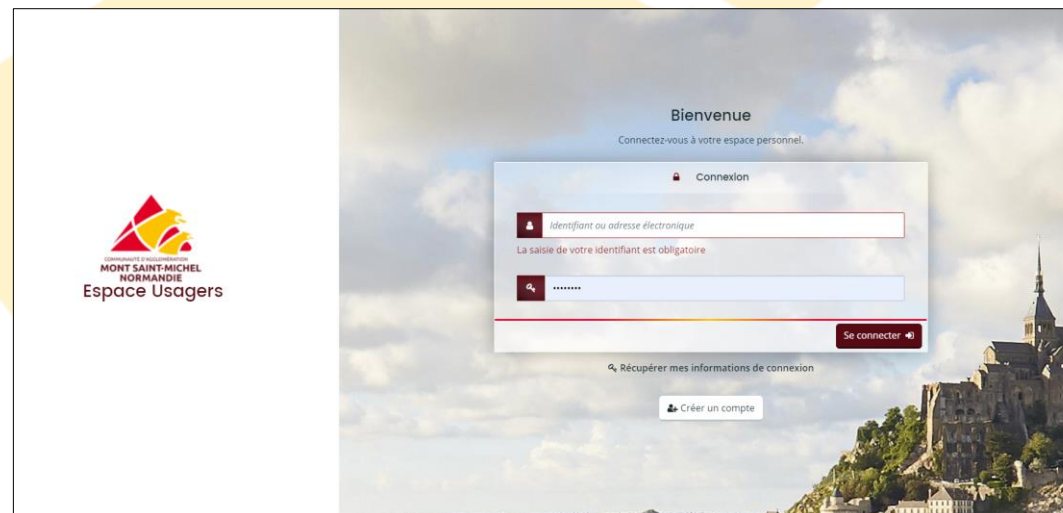 COMMUNAUTÉ D'AGGLOMÉRATION
MONT SAINT-MICHEL
NORMANDIE
Espace Usagers
Bienvenue
Connectez-vous à votre espace personnel.
Connexion
Identifiant ou adresse électronique
La saisie de votre identifiant est obligatoire
••••••••
Se connecter
Récupérer mes informations de connexion
Créer un compte